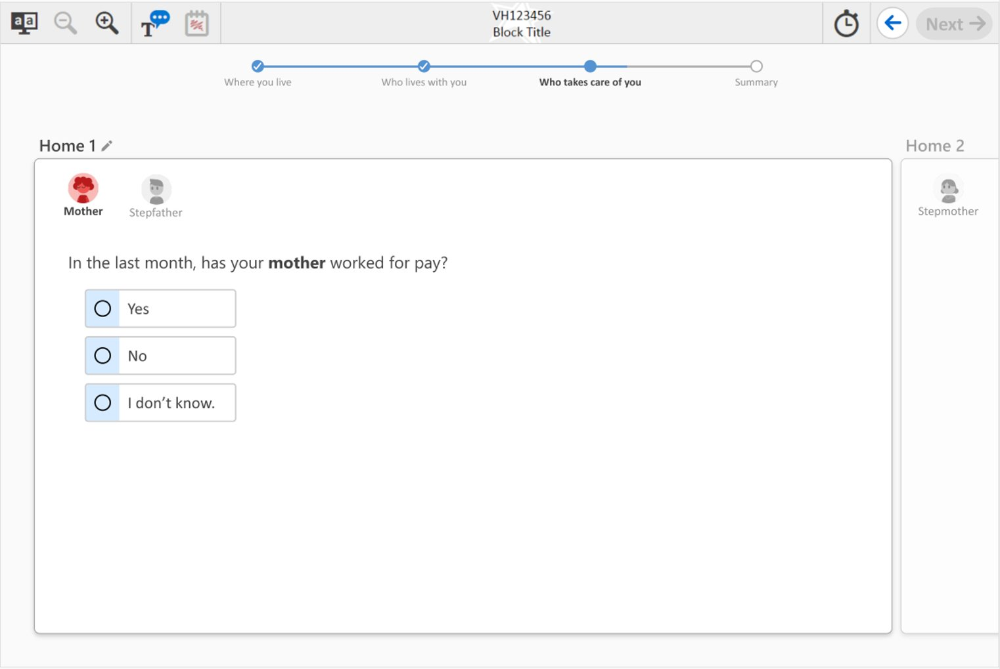 aa
T
VH123456
Block Title
Next
Where you live
Who lives with you
Who takes care of you
Summary
Home 1
Home 2
Mother
Stepfather
Stepmother
In the last month, has your mother worked for pay?
Yes
No
I don’t know.